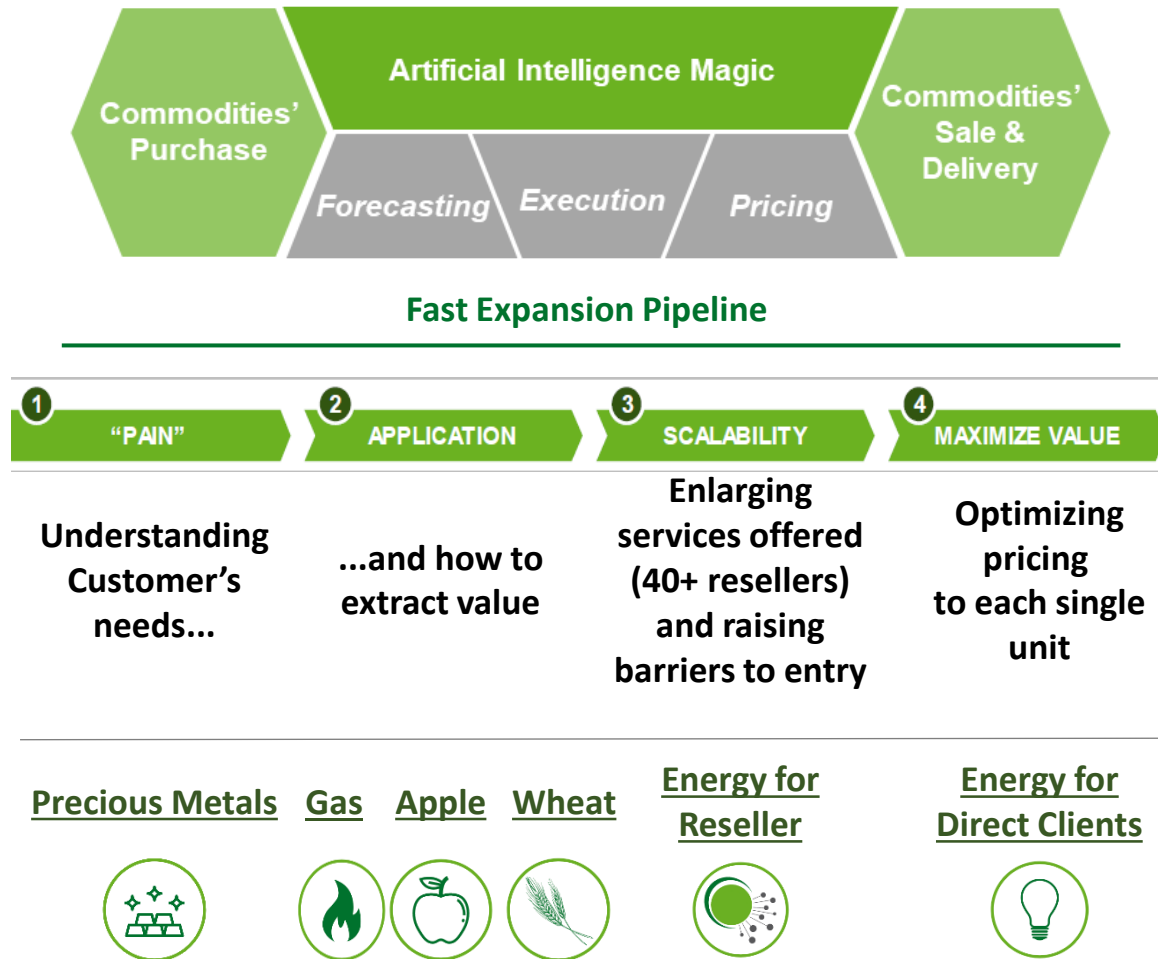 Commodities’
Purchase
Artificial Intelligence Magic
Forecasting
Execution
Pricing
Commodities’
Sale &
Delivery
Fast Expansion Pipeline
1
“PAIN”
2
APPLICATION
3
SCALABILITY
4
MAXIMIZE VALUE
Understanding
Customer’s
needs...
...and how to
extract value
Enlarging
services offered
(40+ resellers)
and raising
barriers to entry
Optimizing
pricing
to each single
unit
Precious Metals
Gas
Apple
Wheat
Energy for
Reseller
Energy for
Direct Clients